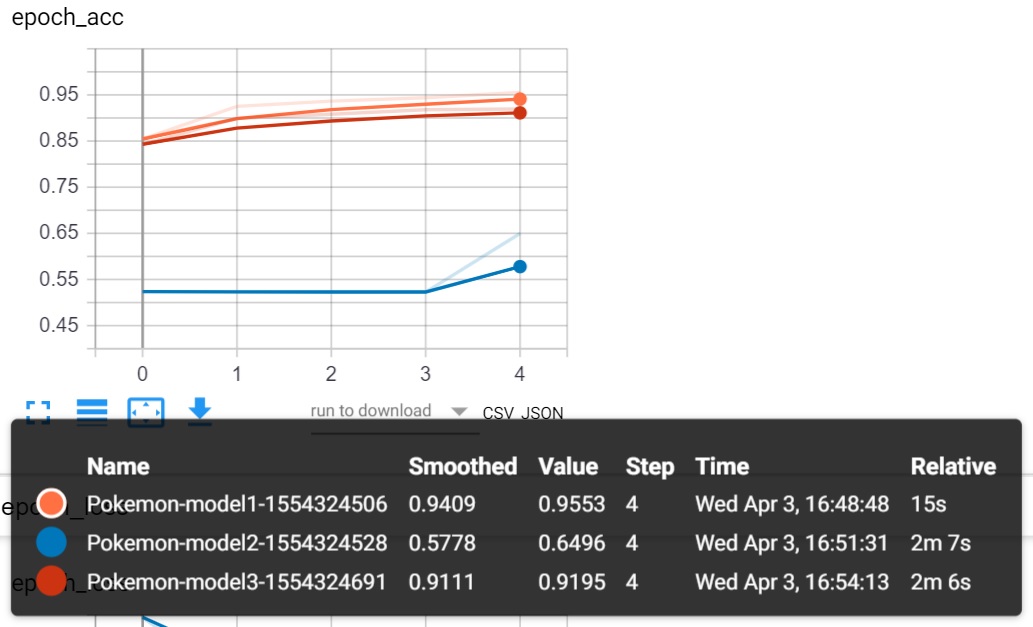 epoch_acc
0.95
0.85
0.75
0.65
0.55
0.45
0 1 2 3 4
run to download CSV JSON
Name Smoothed Value Step Time Relative
Pokemon-model1-1554324506 0.9409 0.9553 4 Wed Apr 3, 16:48:48 15s
Pokemon-model2-1554324528 0.5778 0.6496 4 Wed Apr 3, 16:51:31 2m 7s
Pokemon-model3-1554324691 0.9111 0.9195 4 Wed Apr 3, 16:54:13 2m 6s